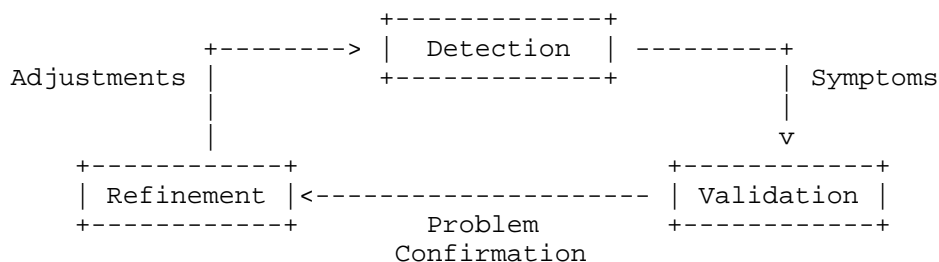 Detection
Adjustments
Symptoms
Refinement
Validation
Problem
Confirmation